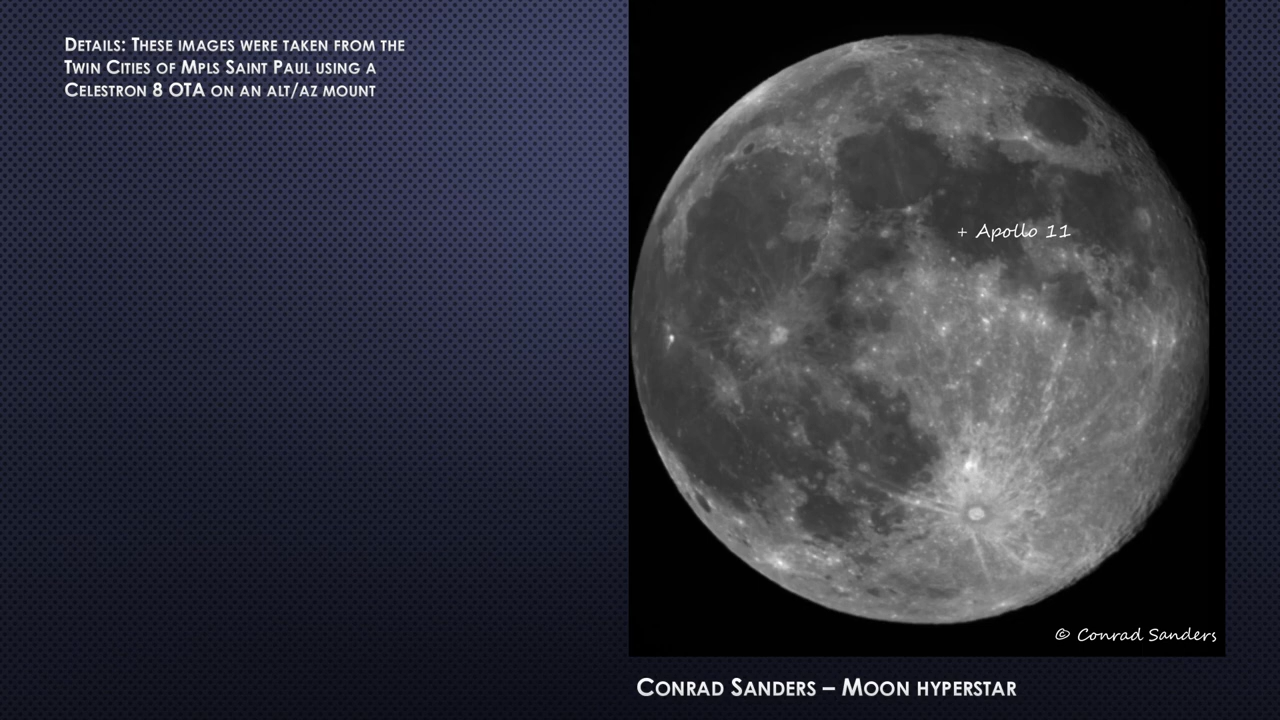 Details: These images were taken from the
Twin Cities of Mpls Saint Paul using a
Celestron 8 OTA on an alt/az mount
+ Apollo 11
© Conrad Sanders
Conrad Sanders – Moon hyperstar